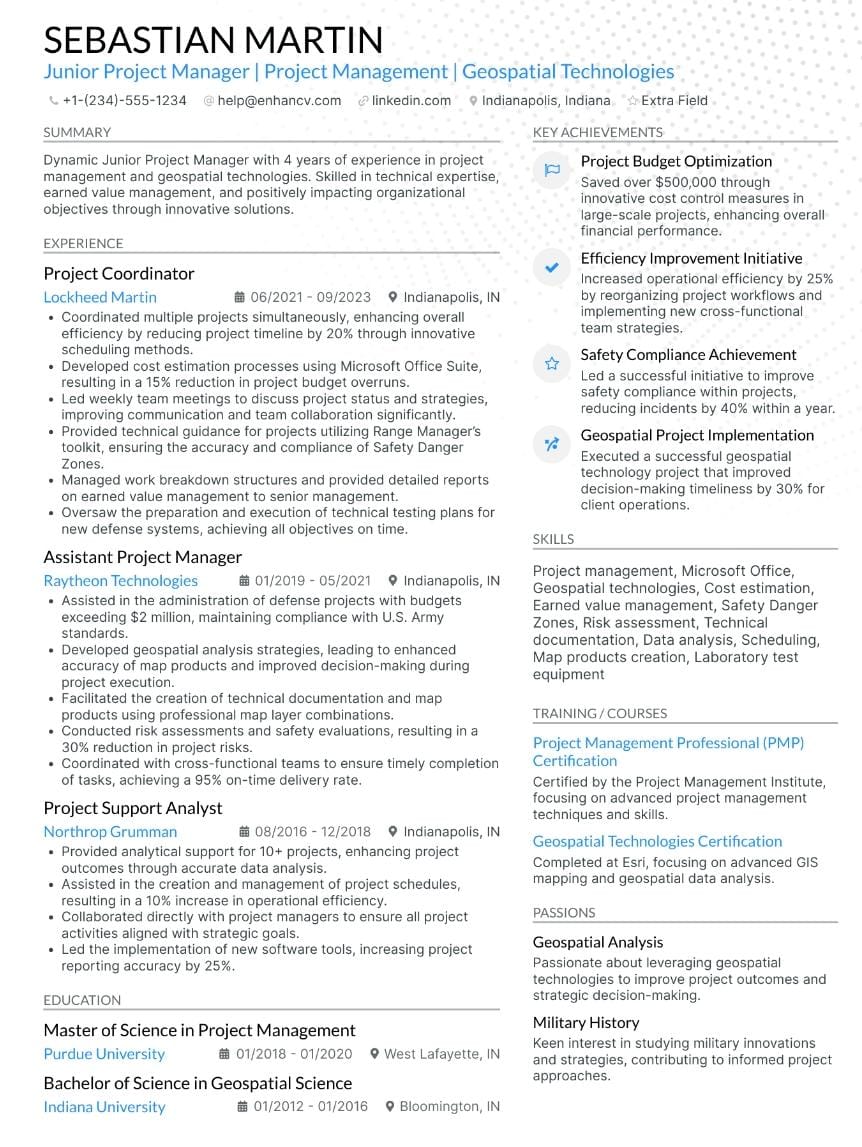 SEBASTIAN MARTIN
Junior Project Manager | Project Management | Geospatial Technologies
+1-(234)-555-1234 @ help@enhancv.com linkedin.com Indianapolis, Indiana Extra Field
SUMMARY
Dynamic Junior Project Manager with 4 years of experience in project
management and geospatial technologies. Skilled in technical expertise,
earned value management, and positively impacting organizational
objectives through innovative solutions.
EXPERIENCE
Project Coordinator
Lockheed Martin 06/2021 - 09/2023 Indianapolis, IN
• Coordinated multiple projects simultaneously, enhancing overall
efficiency by reducing project timeline by 20% through innovative
scheduling methods.
• Developed cost estimation processes using Microsoft Office Suite,
resulting in a 15% reduction in project budget overruns.
• Led weekly team meetings to discuss project status and strategies,
improving communication and team collaboration significantly.
• Provided technical guidance for projects utilizing Range Manager's
toolkit, ensuring the accuracy and compliance of Safety Danger
Zones.
• Managed work breakdown structures and provided detailed reports
on earned value management to senior management.
• Oversaw the preparation and execution of technical testing plans for
new defense systems, achieving all objectives on time.
Assistant Project Manager
Raytheon Technologies 01/2019 - 05/2021 Indianapolis, IN
• Assisted in the administration of defense projects with budgets
exceeding $2 million, maintaining compliance with U.S. Army
standards.
• Developed geospatial analysis strategies, leading to enhanced
accuracy of map products and improved decision-making during
project execution.
• Facilitated the creation of technical documentation and map
products using professional map layer combinations.
• Conducted risk assessments and safety evaluations, resulting in a
30% reduction in project risks.
• Coordinated with cross-functional teams to ensure timely completion
of tasks, achieving a 95% on-time delivery rate.
Project Support Analyst
Northrop Grumman 08/2016 - 12/2018 Indianapolis, IN
• Provided analytical support for 10+ projects, enhancing project
outcomes through accurate data analysis.
• Assisted in the creation and management of project schedules,
resulting in a 10% increase in operational efficiency.
• Collaborated directly with project managers to ensure all project
activities aligned with strategic goals.
• Led the implementation of new software tools, increasing project
reporting accuracy by 25%.
EDUCATION
Master of Science in Project Management
Purdue University 01/2018 - 01/2020 West Lafayette, IN
Bachelor of Science in Geospatial Science
Indiana University 01/2012 - 01/2016 Bloomington, IN
KEY ACHIEVEMENTS
Project Budget Optimization
Saved over $500,000 through
innovative cost control measures in
large-scale projects, enhancing overall
financial performance.
Efficiency Improvement Initiative
Increased operational efficiency by 25%
by reorganizing project workflows and
implementing new cross-functional
team strategies.
Safety Compliance Achievement
Led a successful initiative to improve
safety compliance within projects,
reducing incidents by 40% within a year.
Geospatial Project Implementation
Executed a successful geospatial
technology project that improved
decision-making timeliness by 30% for
client operations.
SKILLS
Project management, Microsoft Office,
Geospatial technologies, Cost estimation,
Earned value management, Safety Danger
Zones, Risk assessment, Technical
documentation, Data analysis, Scheduling,
Map products creation, Laboratory test
equipment
TRAINING / COURSES
Project Management Professional (PMP)
Certification
Certified by the Project Management Institute,
focusing on advanced project management
techniques and skills.
Geospatial Technologies Certification
Completed at Esri, focusing on advanced GIS
mapping and geospatial data analysis.
PASSIONS
Geospatial Analysis
Passionate about leveraging geospatial
technologies to improve project outcomes and
strategic decision-making.
Military History
Keen interest in studying military innovations
and strategies, contributing to informed project
approaches.